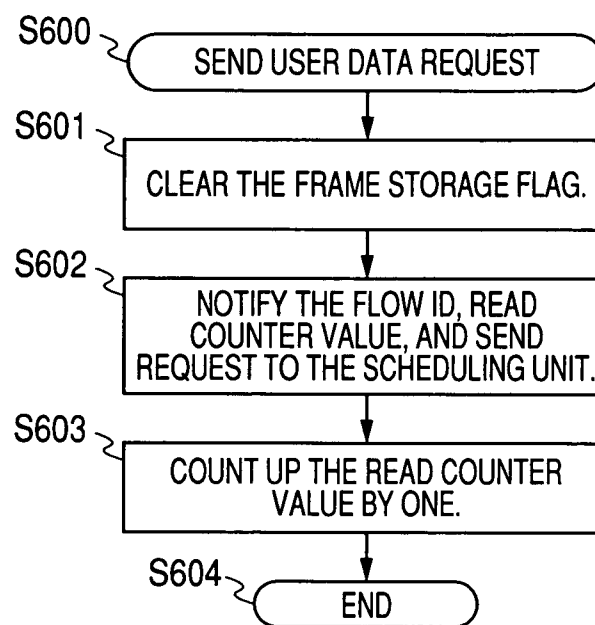 S600
SEND USER DATA REQUEST
S601
CLEAR THE FRAME STORAGE FLAG.
S602
NOTIFY THE FLOW ID, READ
COUNTER VALUE, AND SEND
REQUEST TO THE SCHEDULING UNIT.
S603
COUNT UP THE READ COUNTER
VALUE BY ONE.
S604
END